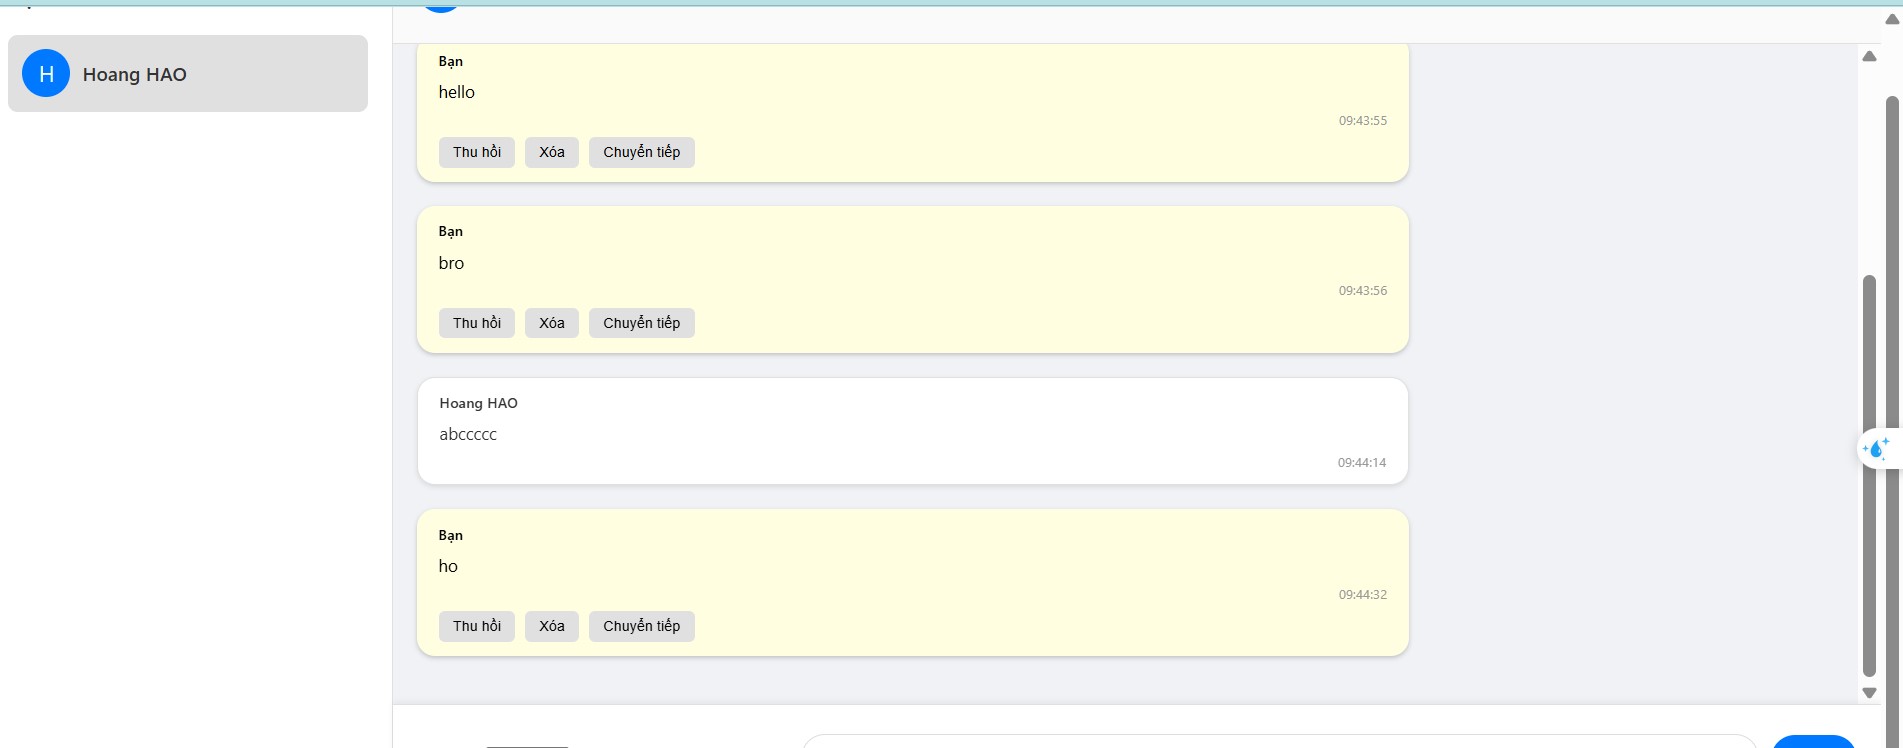 H
Hoang HAO
Bạn
hello
09:43:55
Thu hồi Xóa Chuyển tiếp
Bạn
bro
09:43:56
Thu hồi Xóa Chuyển tiếp
Hoang HAO
abccccc
09:44:14
Bạn
ho
09:44:32
Thu hồi Xóa Chuyển tiếp